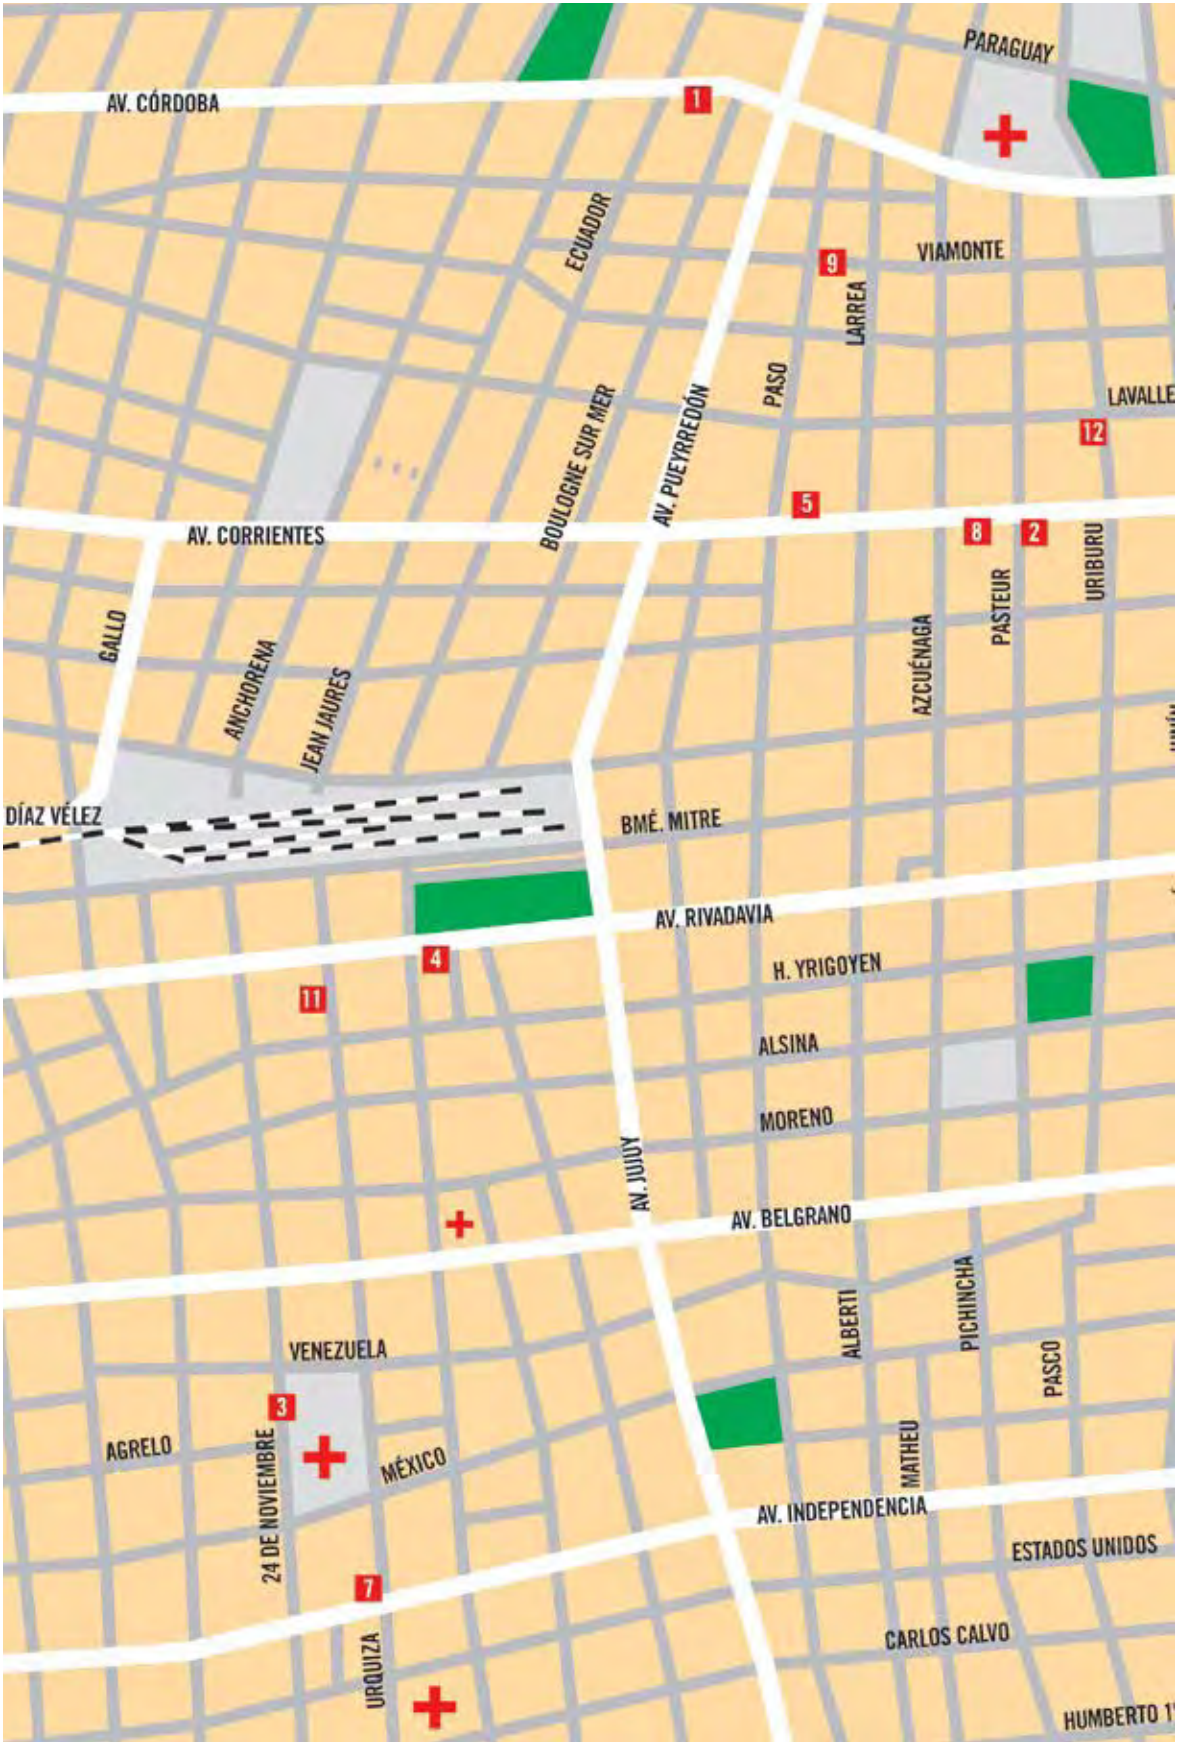 PARAGUAY
AV. CÓRDOBA
1
ECUADOR
VIAMONTE
9
LARREA
PASO
LAVALLE
BOULOGNE SUR MER
AV. PUEYRREDÓN
12
5
AV. CORRIENTES
8
2
URIBURU
PASTEUR
GALLO
AZCUÉNAGA
ANCHORENA
JEAN JAURES
DÍAZ VÉLEZ
BMÉ. MITRE
AV. RIVADAVIA
4
H. YRIGOYEN
11
ALSINA
MORENO
AV. JUJUY
AV. BELGRANO
PICHINCHA
ALBERTI
VENEZUELA
PASCO
3
AGRELO
MÉXICO
MATHEU
24 DE NOVIEMBRE
AV. INDEPENDENCIA
ESTADOS UNIDOS
7
URQUIZA
CARLOS CALVO
HUMBERTO 1°